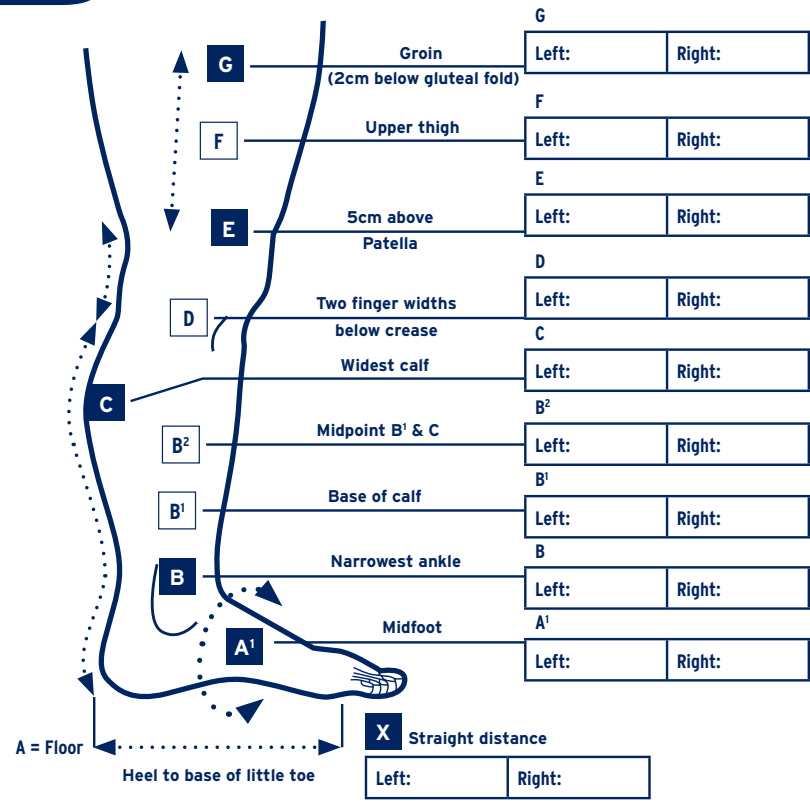 G
G Groin Left: Right:
(2cm below gluteal fold)
F
F Upper thigh Left: Right:
E
E 5cm above Left: Right:
Patella
D
D Two finger widths Left: Right:
below crease
C
C Widest calf Left: Right:
B²
B² Midpoint B¹ & C Left: Right:
B¹
B¹ Base of calf Left: Right:
B
B Narrowest ankle Left: Right:
A¹
A¹ Midfoot Left: Right:
X Straight distance
A = Floor
Heel to base of little toe
Left: Right: